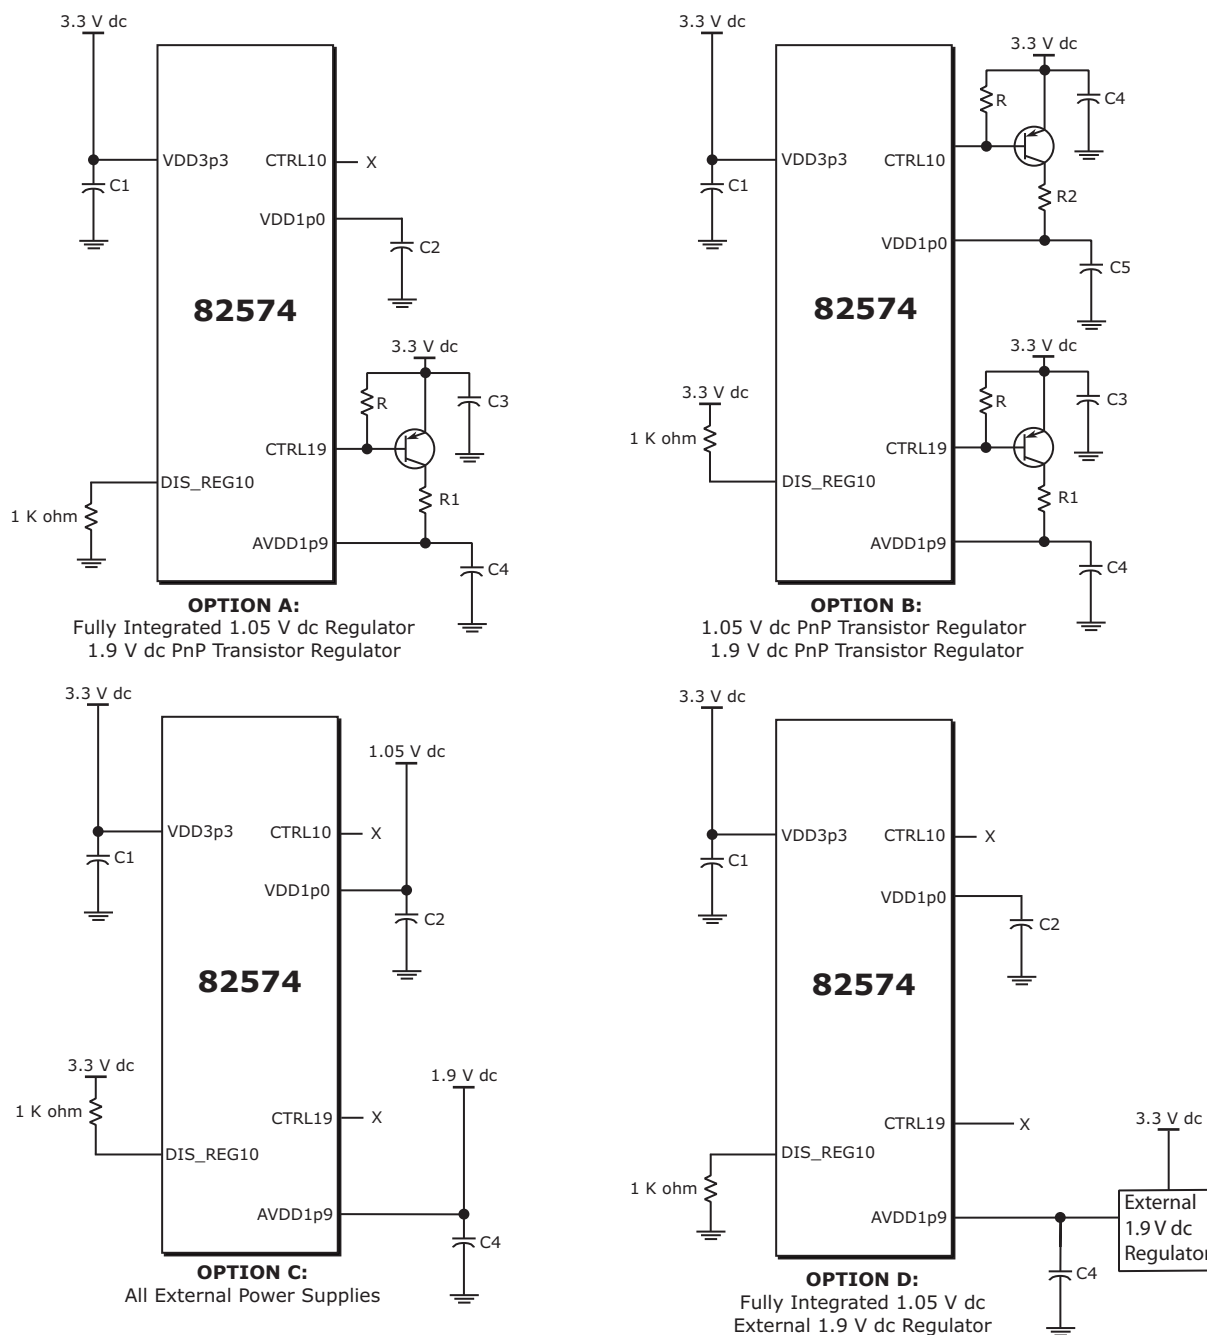 3.3 V dc
VDD3p3
CTRL10
X
C1
VDD1p0
C2
82574
3.3 V dc
R
C3
CTRL19
DIS_REG10
R1
1 K ohm
AVDD1p9
C4
OPTION A:
Fully Integrated 1.05 V dc Regulator
1.9 V dc PnP Transistor Regulator
3.3 V dc
3.3 V dc
R
C4
VDD3p3
CTRL10
C1
R2
VDD1p0
C5
82574
3.3 V dc
3.3 V dc
R
C3
1 K ohm
CTRL19
DIS_REG10
R1
AVDD1p9
C4
OPTION B:
1.05 V dc PnP Transistor Regulator
1.9 V dc PnP Transistor Regulator
3.3 V dc
1.05 V dc
VDD3p3
CTRL10
X
C1
VDD1p0
C2
82574
3.3 V dc
1.9 V dc
1 K ohm
CTRL19
X
DIS_REG10
AVDD1p9
C4
OPTION C:
All External Power Supplies
3.3 V dc
VDD3p3
CTRL10
X
C1
VDD1p0
C2
82574
3.3 V dc
CTRL19
X
DIS_REG10
1 K ohm
AVDD1p9
External
1.9 V dc
Regulator
C4
OPTION D:
Fully Integrated 1.05 V dc
External 1.9 V dc Regulator